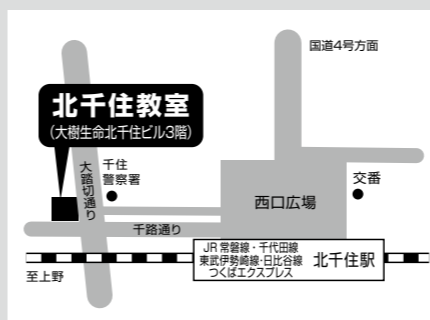 国道4号方面
北千住教室
(大樹生命北千住ビル3階)
大踏切通り
千住
警察署
交番
西口広場
千路通り
JR常磐線・千代田線
東武伊勢崎線・日比谷線
つくばエクスプレス
北千住駅
至上野